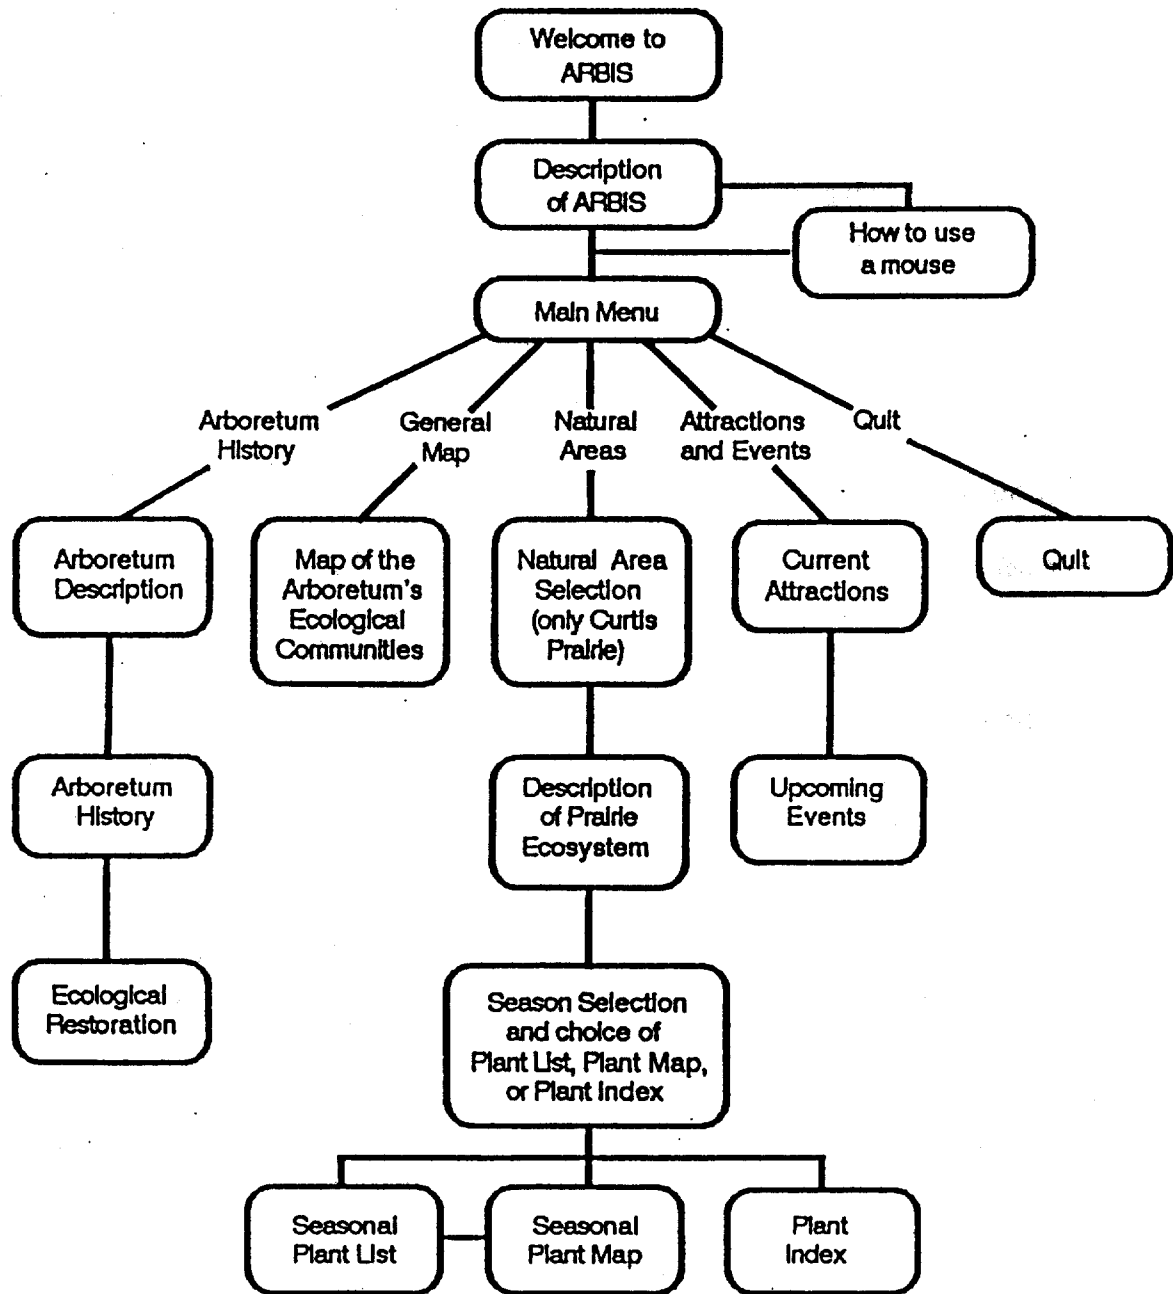 Welcome to
ARBIS
Description
of ARBIS
How to use
a mouse
Main Menu
Arboretum
History
General
Map
Natural
Areas
Attractions
and Events
Quit
Arboretum
Description
Map of the
Arboretum's
Ecological
Communities
Natural Area
Selection
(only Curtis
Prairie)
Current
Attractions
Quit
Arboretum
History
Description
of Prairie
Ecosystem
Upcoming
Events
Ecological
Restoration
Season Selection
and choice of
Plant List, Plant Map,
or Plant Index
Seasonal
Plant List
Seasonal
Plant Map
Plant
Index